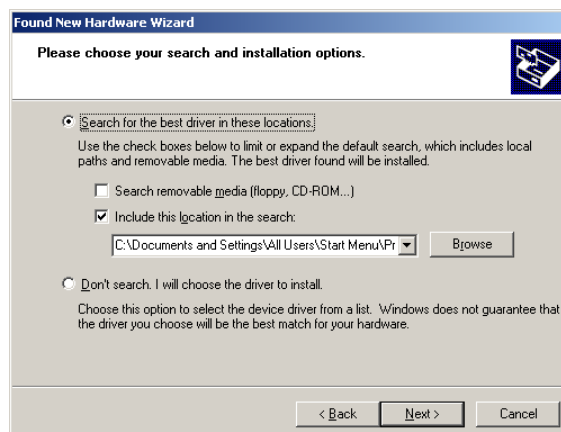 Found New Hardware Wizard
Please choose your search and installation options.
Search for the best driver in these locations.
Use the check boxes below to limit or expand the default search, which includes local
paths and removable media. The best driver found will be installed.
Search removable media (floppy, CD-ROM...)
Include this location in the search:
C:\Documents and Settings\All Users\Start Menu\Pr
Browse
Don't search. I will choose the driver to install.
Choose this option to select the device driver from a list. Windows does not guarantee that
the driver you choose will be the best match for your hardware.
< Back Next > Cancel